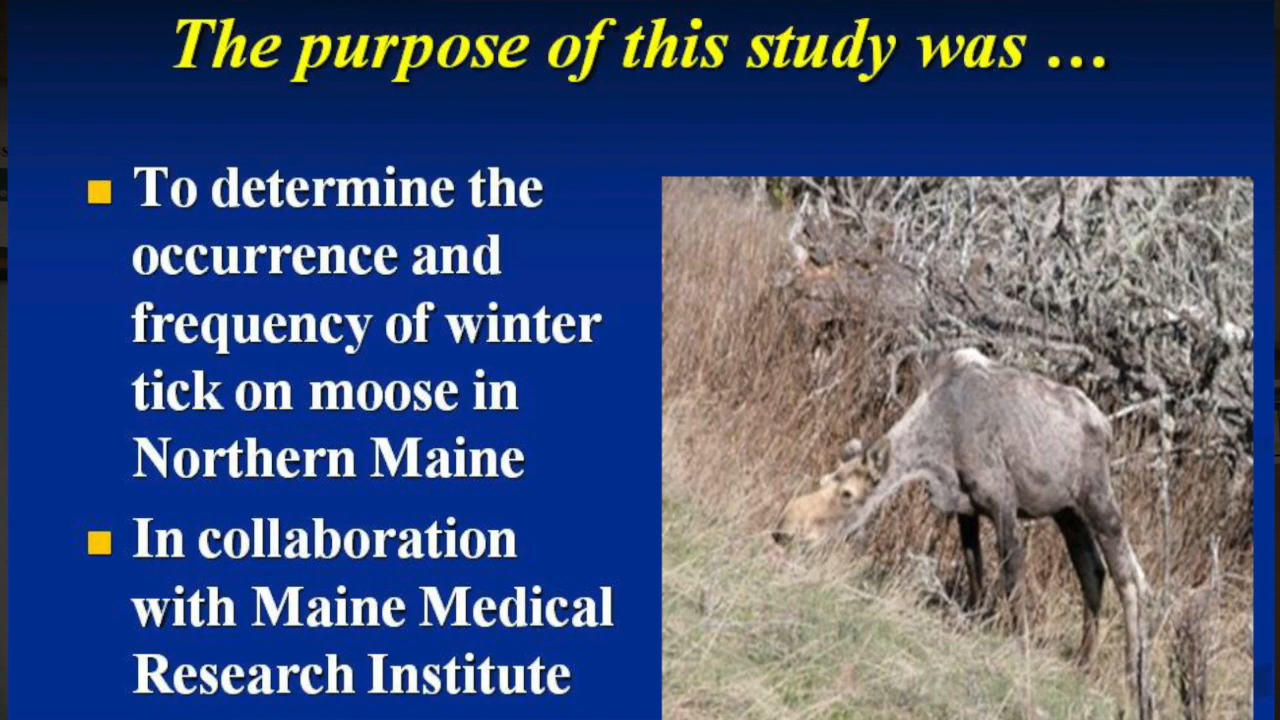 The purpose of this study was ...
To determine the
occurrence and
frequency of winter
tick on moose in
Northern Maine
In collaboration
with Maine Medical
Research Institute